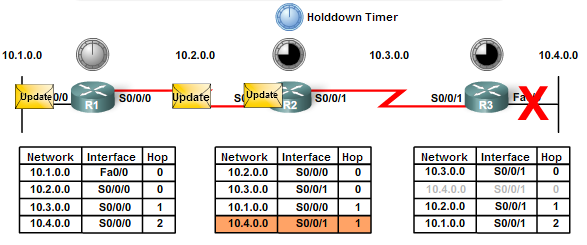 Holddown Timer
10.1.0.0 10.2.0.0 10.3.0.0 10.4.0.0
Update 0/0 R1 S0/0/0 Update Update R2 S0/0/1 S0/0/1 R3 Fa0/ X
Network Interface Hop
10.1.0.0 Fa0/0 0
10.2.0.0 S0/0/0 0
10.3.0.0 S0/0/0 1
10.4.0.0 S0/0/0 2
Network Interface Hop
10.2.0.0 S0/0/0 0
10.3.0.0 S0/0/1 0
10.1.0.0 S0/0/0 1
10.4.0.0 S0/0/1 1
Network Interface Hop
10.3.0.0 S0/0/1 0
10.4.0.0 S0/0/1 0
10.2.0.0 S0/0/1 1
10.1.0.0 S0/0/1 2